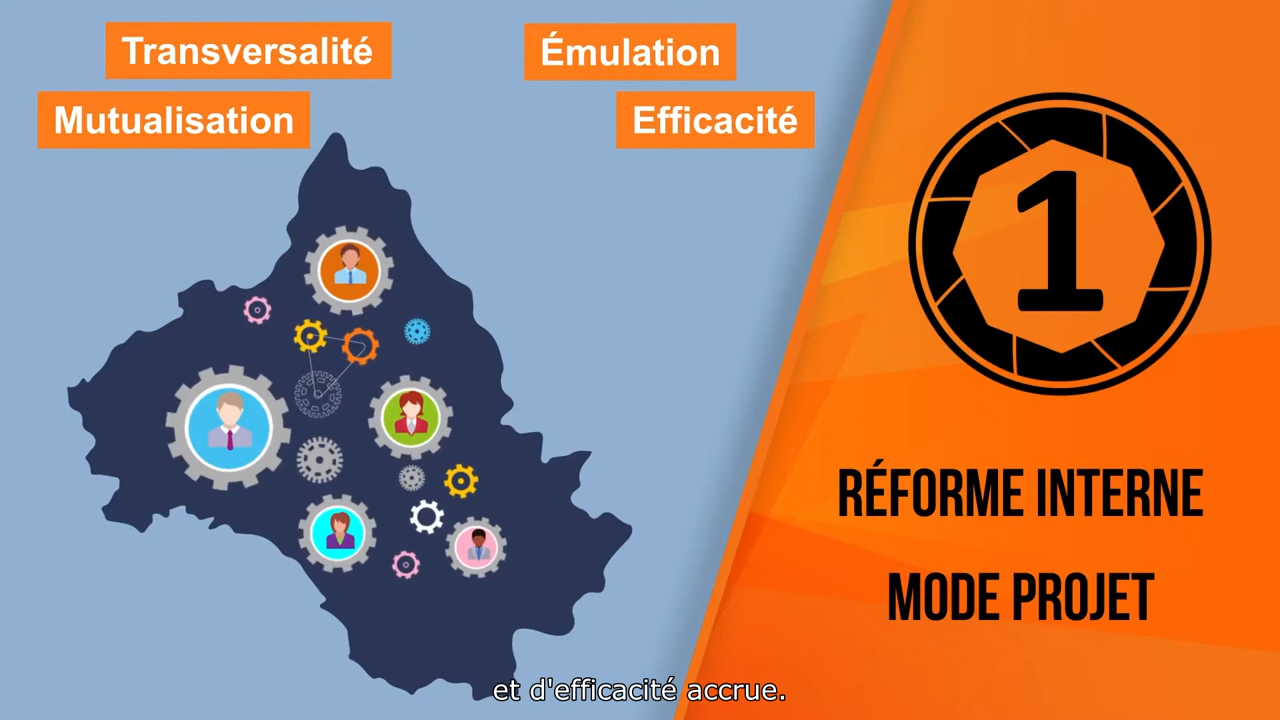 Transversalité
Émulation
Mutualisation
Efficacité
1
RÉFORME INTERNE
MODE PROJET
et d'efficacité accrue.